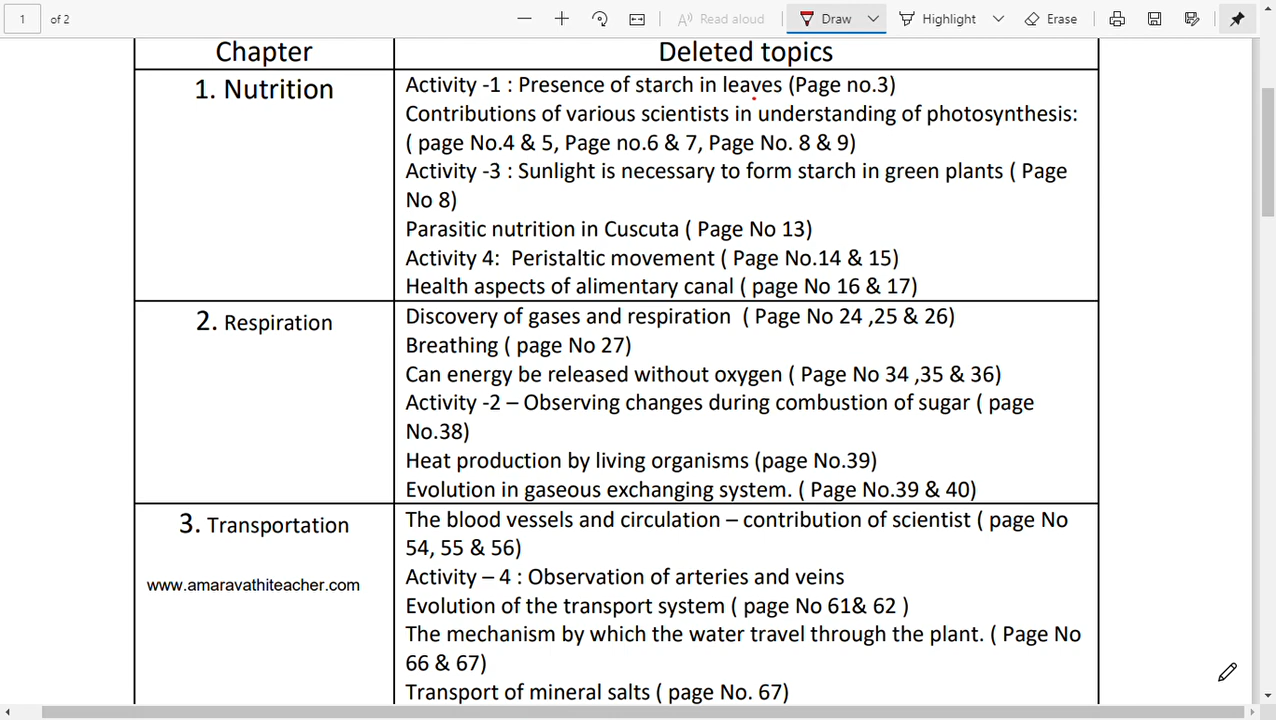 1 of 2 Read aloud Draw Highlight Erase
Chapter Deleted topics
1. Nutrition Activity -1 : Presence of starch in leaves (Page no.3)
Contributions of various scientists in understanding of photosynthesis:
( page No.4 & 5, Page no.6 & 7, Page No. 8 & 9)
Activity -3 : Sunlight is necessary to form starch in green plants ( Page
No 8)
Parasitic nutrition in Cuscuta ( Page No 13)
Activity 4:  Peristaltic movement ( Page No.14 & 15)
Health aspects of alimentary canal ( page No 16 & 17)
2. Respiration Discovery of gases and respiration  ( Page No 24 ,25 & 26)
Breathing ( page No 27)
Can energy be released without oxygen ( Page No 34 ,35 & 36)
Activity -2 – Observing changes during combustion of sugar ( page
No.38)
Heat production by living organisms (page No.39)
Evolution in gaseous exchanging system. ( Page No.39 & 40)
3. Transportation The blood vessels and circulation – contribution of scientist ( page No
54, 55 & 56)
www.amaravathiteacher.com Activity – 4 : Observation of arteries and veins
Evolution of the transport system ( page No 61& 62 )
The mechanism by which the water travel through the plant. ( Page No
66 & 67)
Transport of mineral salts ( page No. 67)